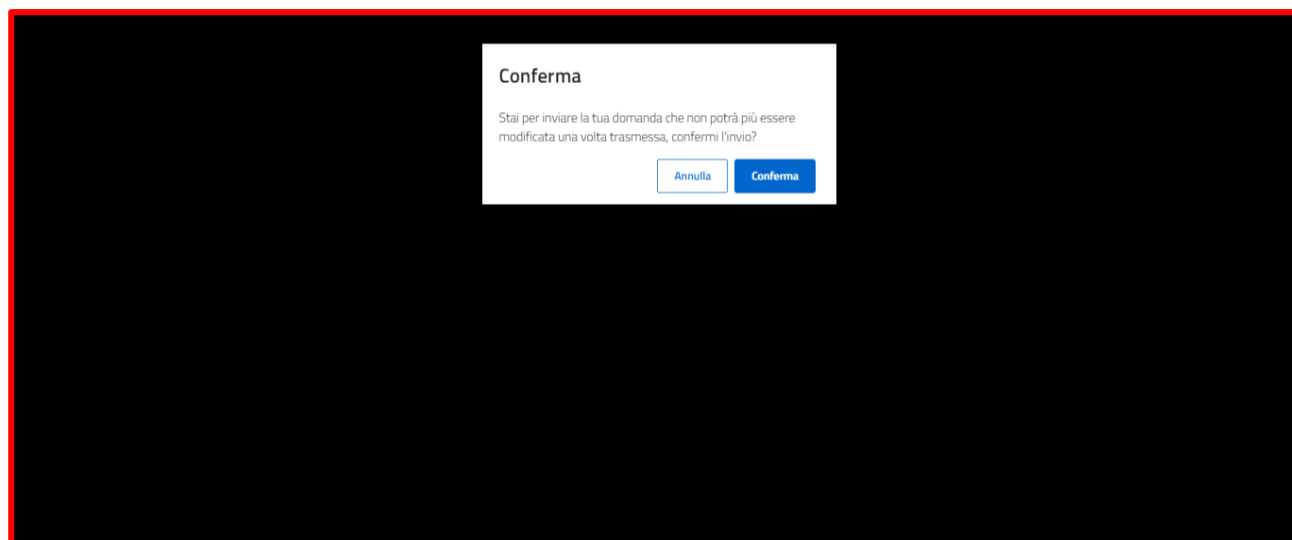 Conferma
Stai per inviare la tua domanda che non potrà più essere
modificata una volta trasmessa, confermi l'invio?
Annulla
Conferma